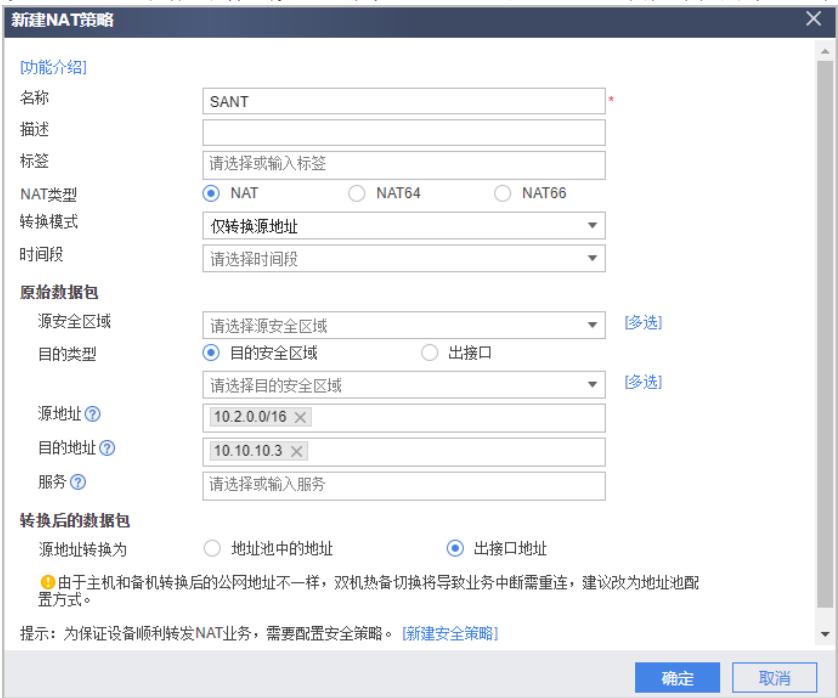 新建NAT策略
[功能介绍]
名称 SANT *
描述
标签 请选择或输入标签
NAT类型 NAT NAT64 NAT66
转换模式 仅转换源地址
时间段 请选择时间段
原始数据包
源安全区域 请选择源安全区域 [多选]
目的类型 目的安全区域 出接口
请选择目的安全区域 [多选]
源地址 10.2.0.0/16
目的地址 10.10.10.3
服务 请选择或输入服务
转换后的数据包
源地址转换为 地址池中的地址 出接口地址
由于主机和备机转换后的公网地址不一样，双机热备切换将导致业务中断需重连，建议改为地址池配
置方式。
提示：为保证设备顺利转发NAT业务，需要配置安全策略。 [新建安全策略]
确定 取消